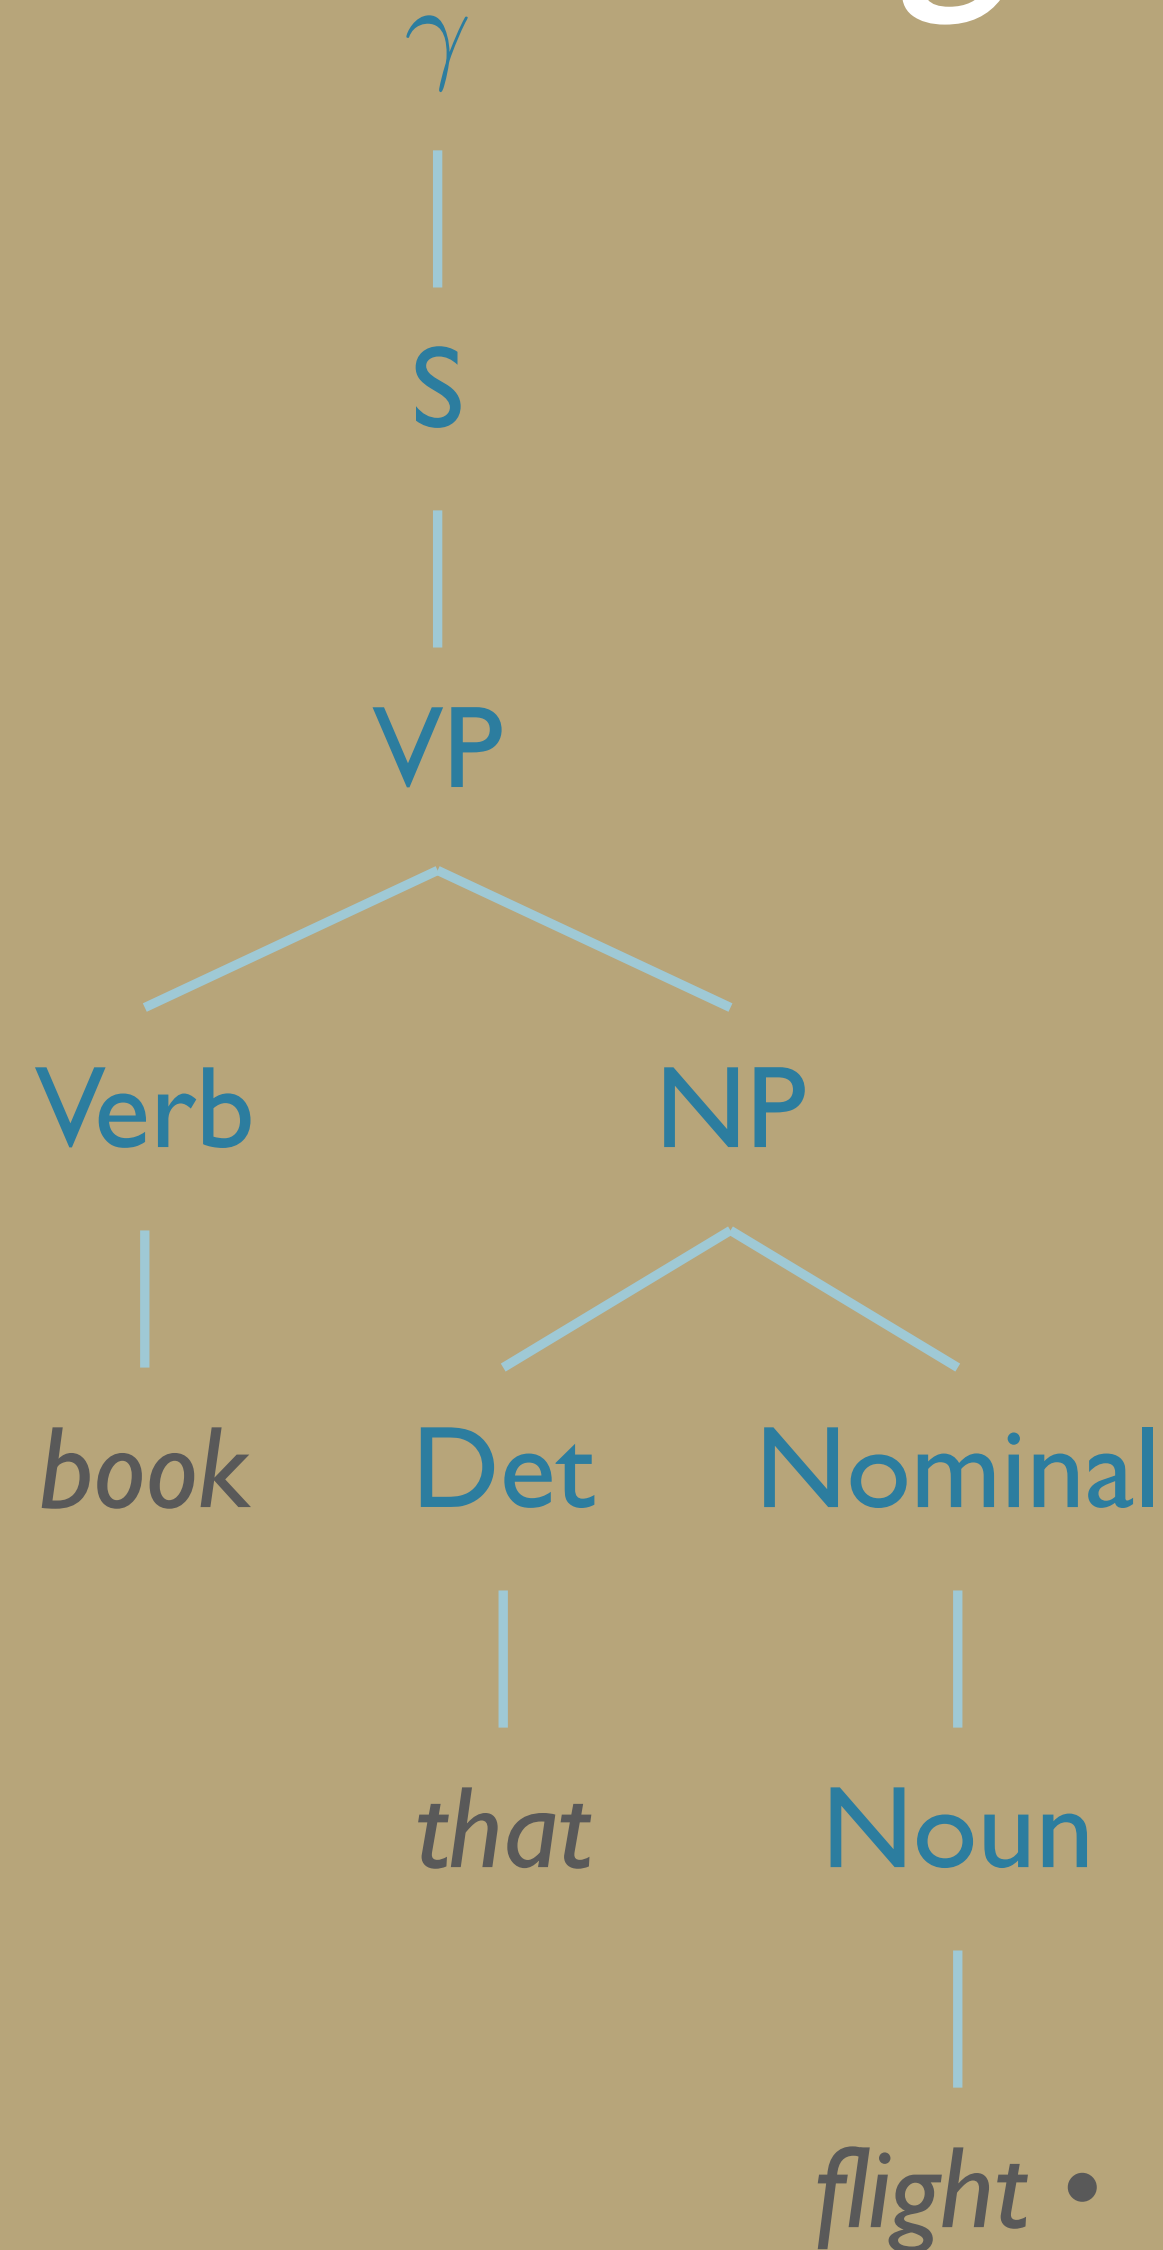 γ
S
VP
Verb NP
book Det Nominal
that Noun
flight •